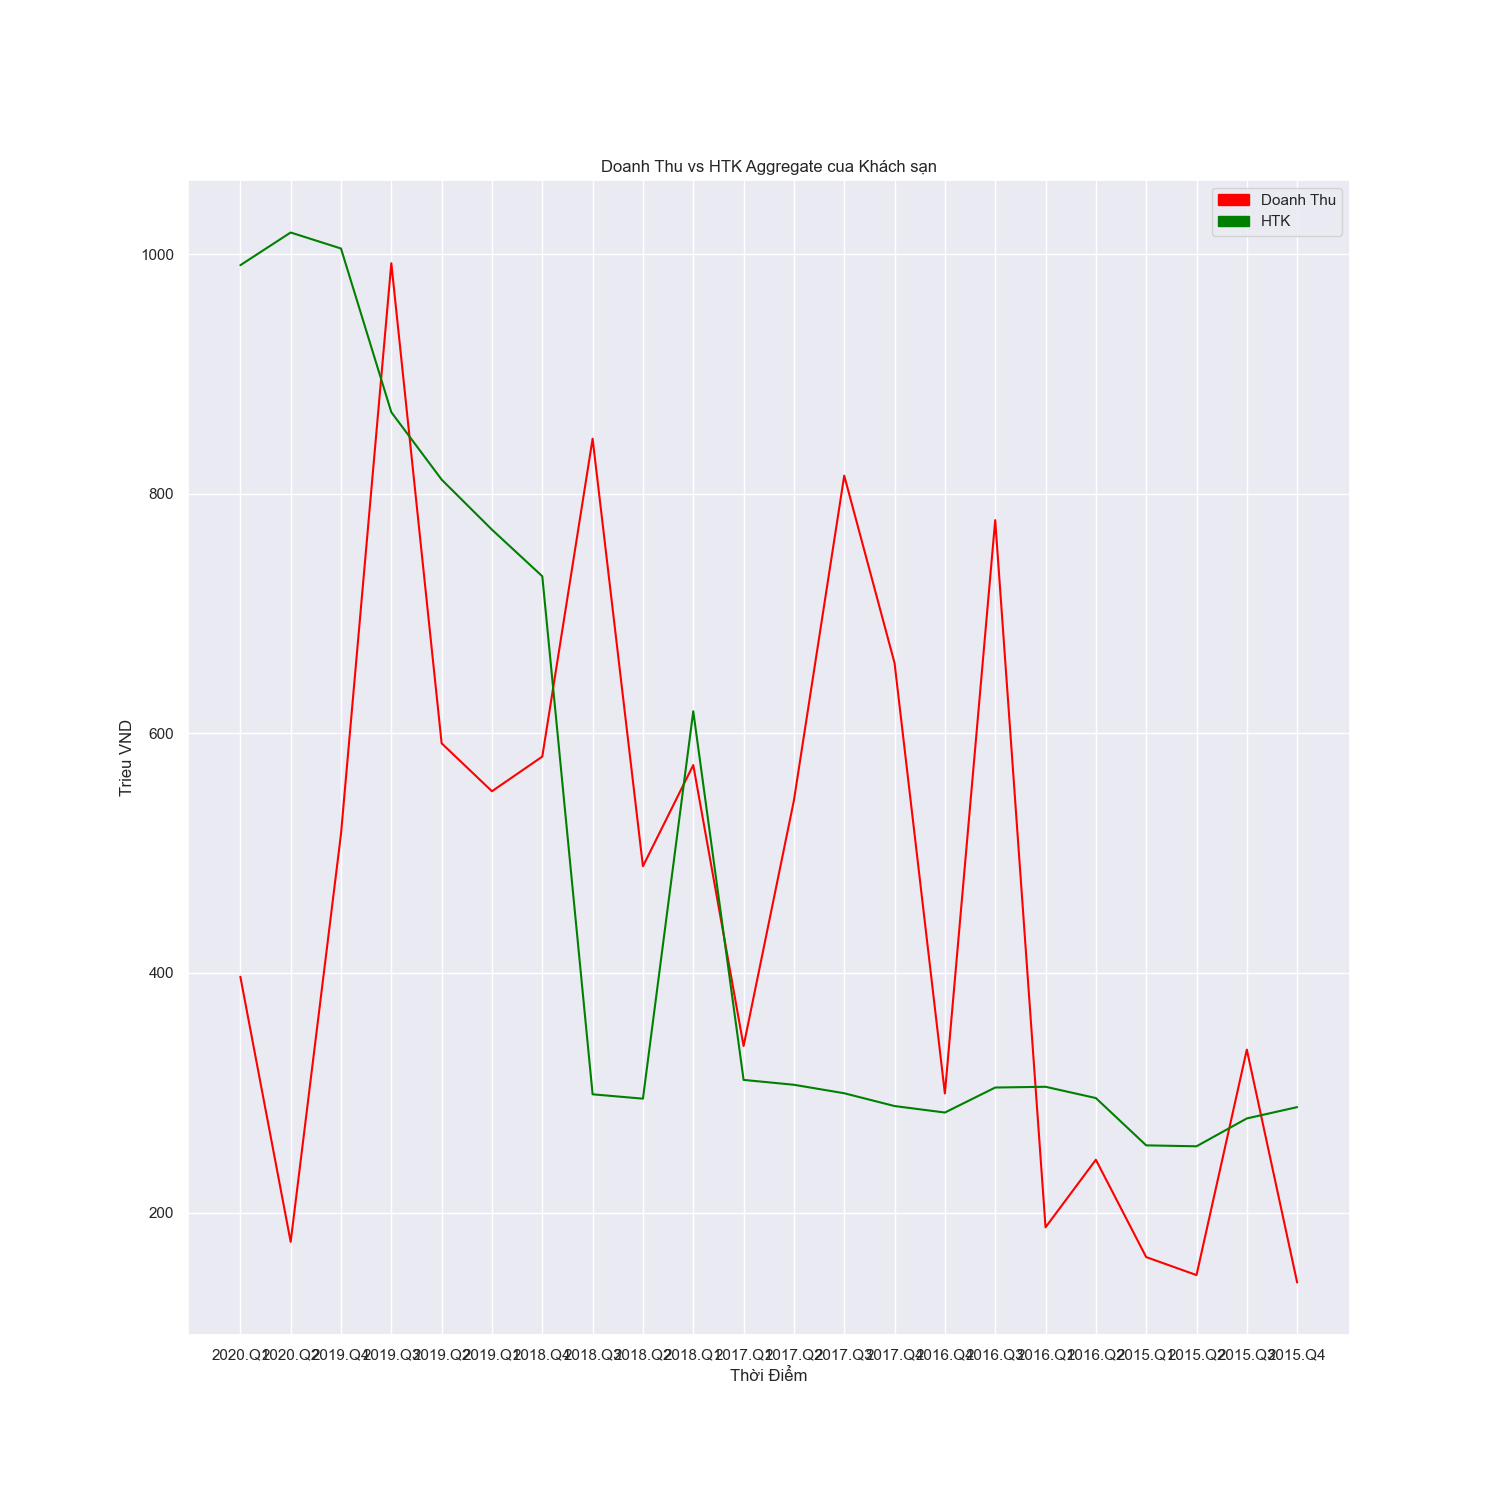 Doanh Thu vs HTK Aggregate cua Khách sạn
Doanh Thu
HTK
1000
800
600
400
200
Trieu VND
2020.Q1 2020.Q2 2019.Q4 2019.Q3 2019.Q2 2019.Q1 2018.Q4 2018.Q3 2018.Q2 2018.Q1 2017.Q1 2017.Q2 2017.Q3 2017.Q4 2016.Q4 2016.Q3 2016.Q1 2016.Q2 2015.Q1 2015.Q2 2015.Q3 2015.Q4
Thời Điểm